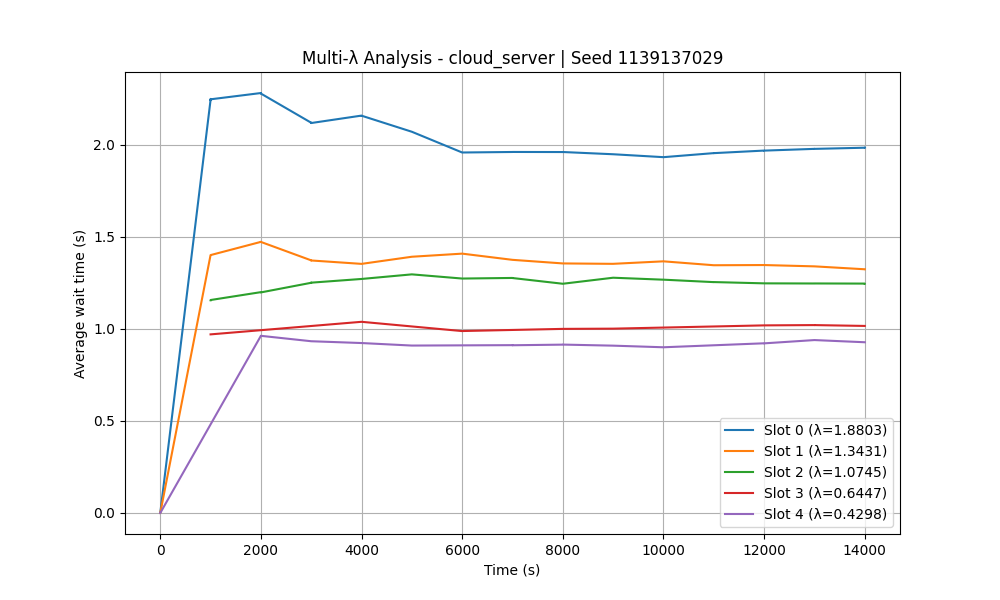 Multi-λ Analysis - cloud_server | Seed 1139137029
Average wait time (s)
2.0
1.5
1.0
0.5
0.0
Slot 0 (λ=1.8803)
Slot 1 (λ=1.3431)
Slot 2 (λ=1.0745)
Slot 3 (λ=0.6447)
Slot 4 (λ=0.4298)
0 2000 4000 6000 8000 10000 12000 14000
Time (s)